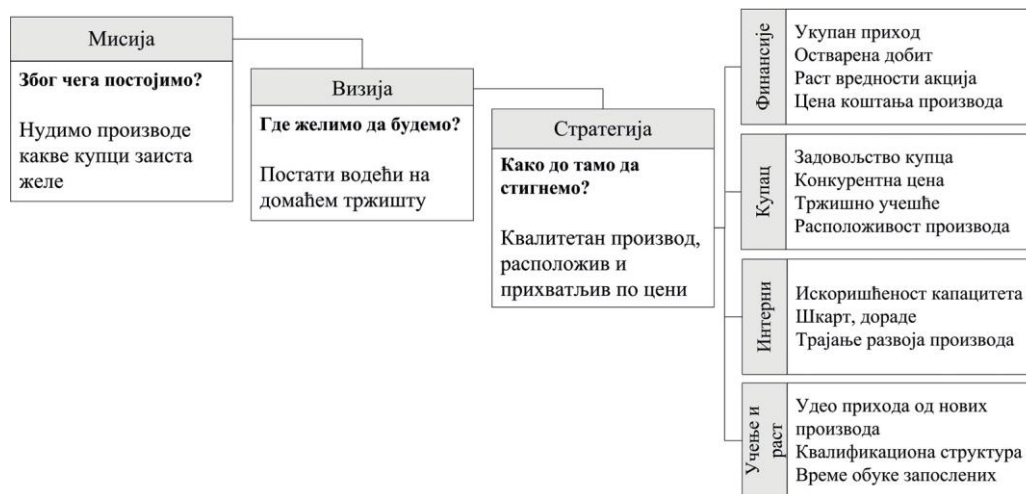 Мисија
Због чега постојимо?
Нудимо производе
какве купци заиста
желе
Визија
Где желимо да будемо?
Постати водећи на
домаћем тржишту
Стратегија
Како до тамо да
стигнемо?
Квалитетан производ,
расположив и
прихватљив по цени
Финансије
Укупан приход
Остварена добит
Раст вредности акција
Цена коштања производа
Купац
Задовољство купца
Конкурентна цена
Тржишно учешће
Расположивост производа
Интерни
Искоришћеност капацитета
Шкарт, дораде
Трајање развоја производа
Учење и
раст
Удео прихода од нових
производа
Квалификациона структура
Време обуке запослених